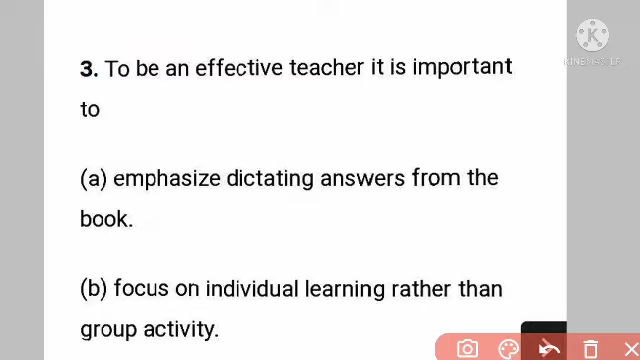 K
KINEMASTER
3. To be an effective teacher it is important
to
(a) emphasize dictating answers from the
book.
(b) focus on individual learning rather than
group activity.